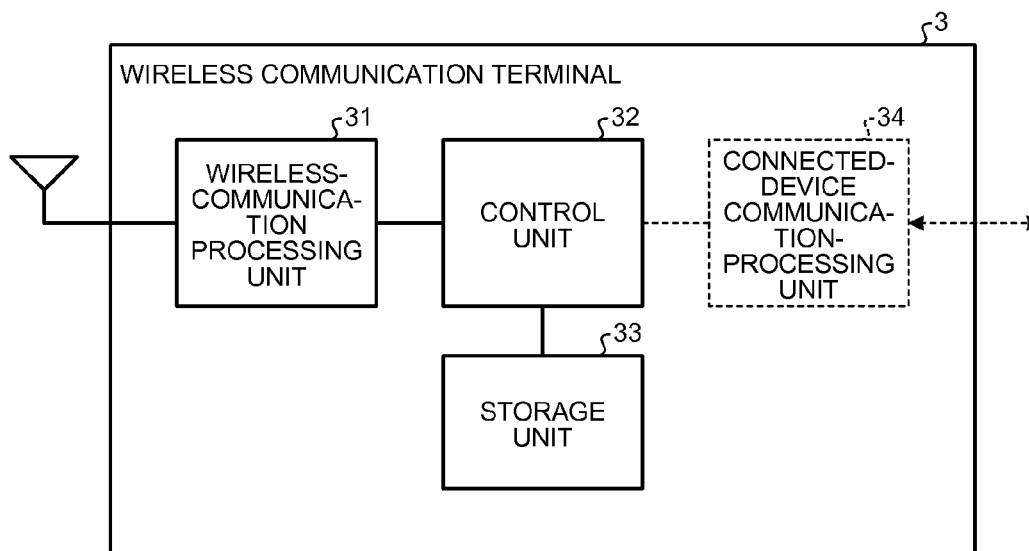 3
WIRELESS COMMUNICATION TERMINAL
31
WIRELESS-
COMMUNICA-
TION
PROCESSING
UNIT
32
CONTROL
UNIT
34
CONNECTED-
DEVICE
COMMUNICA-
TION-
PROCESSING
UNIT
33
STORAGE
UNIT